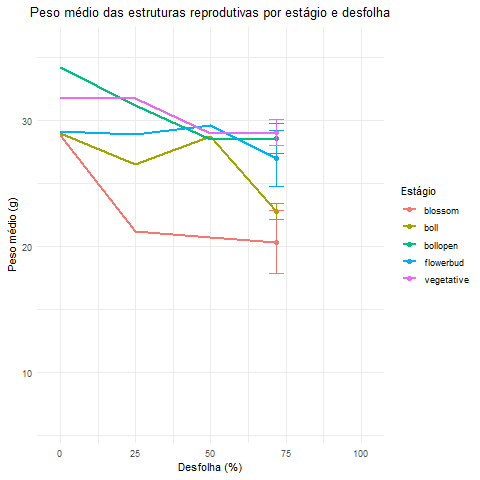 Peso médio das estruturas reprodutivas por estágio e desfolha
Peso médio (g)
30
20
10
0
25
50
75
100
Desfolha (%)
Estágio
blossom
boll
bollopen
flowerbud
vegetative